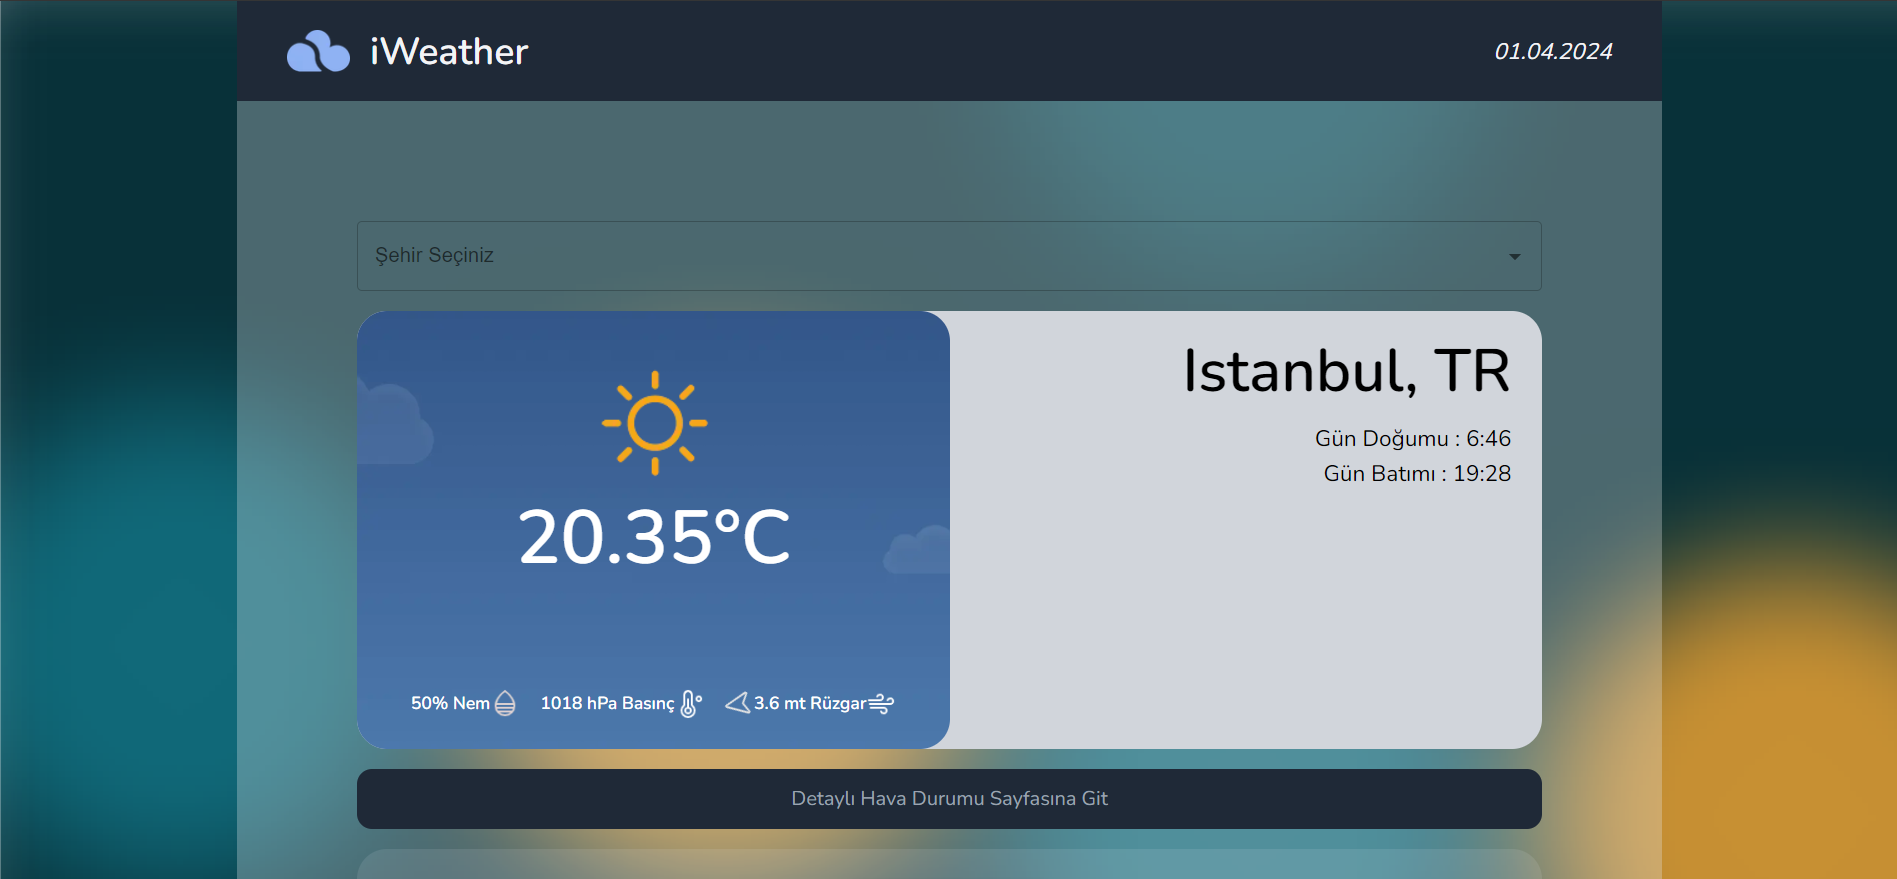 iWeather
01.04.2024
Şehir Seçiniz
20.35°C
50% Nem
1018 hPa Basınç
3.6 mt Rüzgar
Istanbul, TR
Gün Doğumu : 6:46
Gün Batımı : 19:28
Detaylı Hava Durumu Sayfasına Git